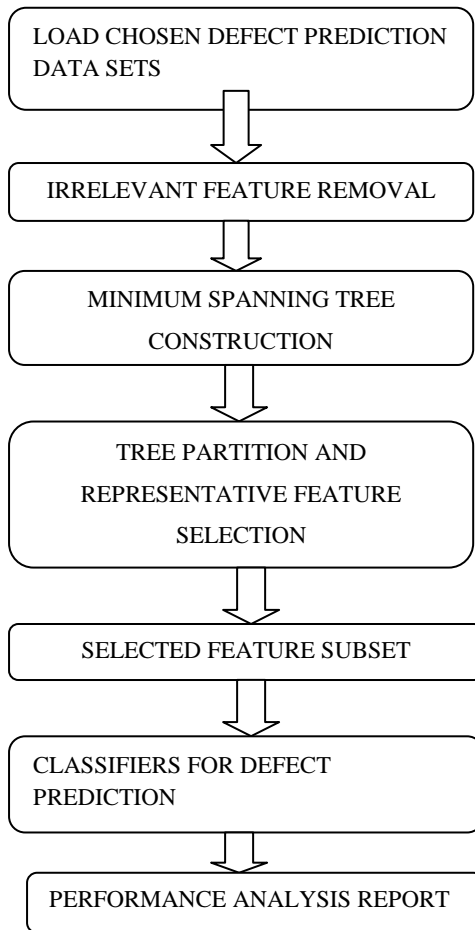 LOAD CHOSEN DEFECT PREDICTION
DATA SETS
IRRELEVANT FEATURE REMOVAL
MINIMUM SPANNING TREE
CONSTRUCTION
TREE PARTITION AND
REPRESENTATIVE FEATURE
SELECTION
SELECTED FEATURE SUBSET
CLASSIFIERS FOR DEFECT
PREDICTION
PERFORMANCE ANALYSIS REPORT